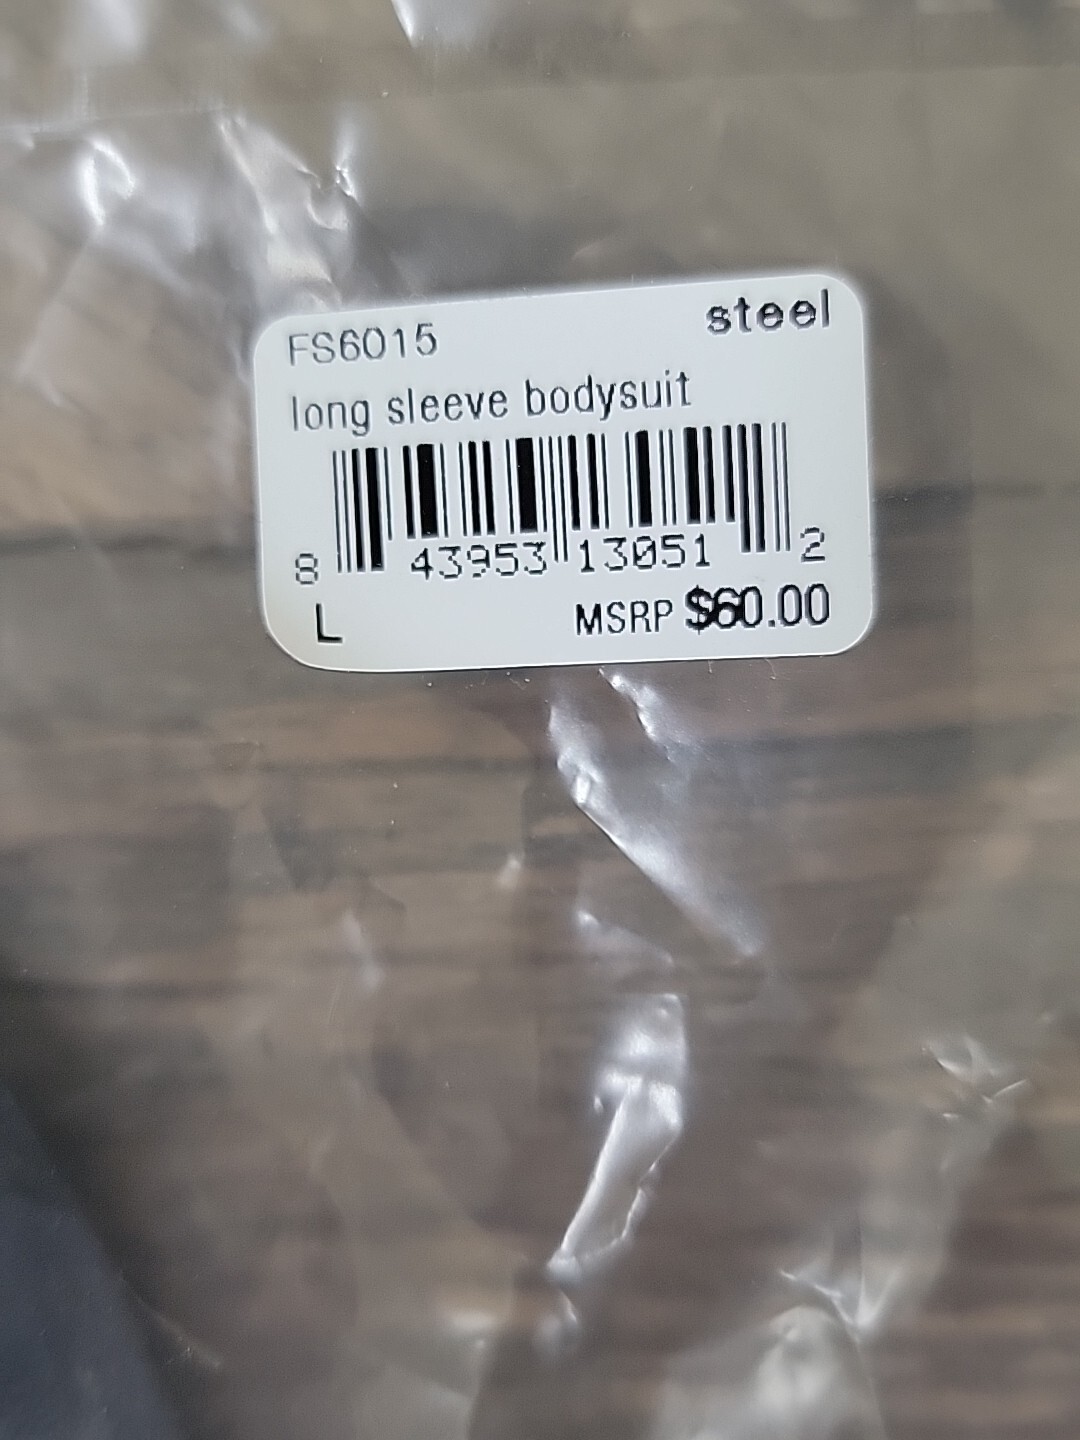 FS6015 steel
long sleeve bodysuit
8 43953 13051 2
L MSRP $60.00